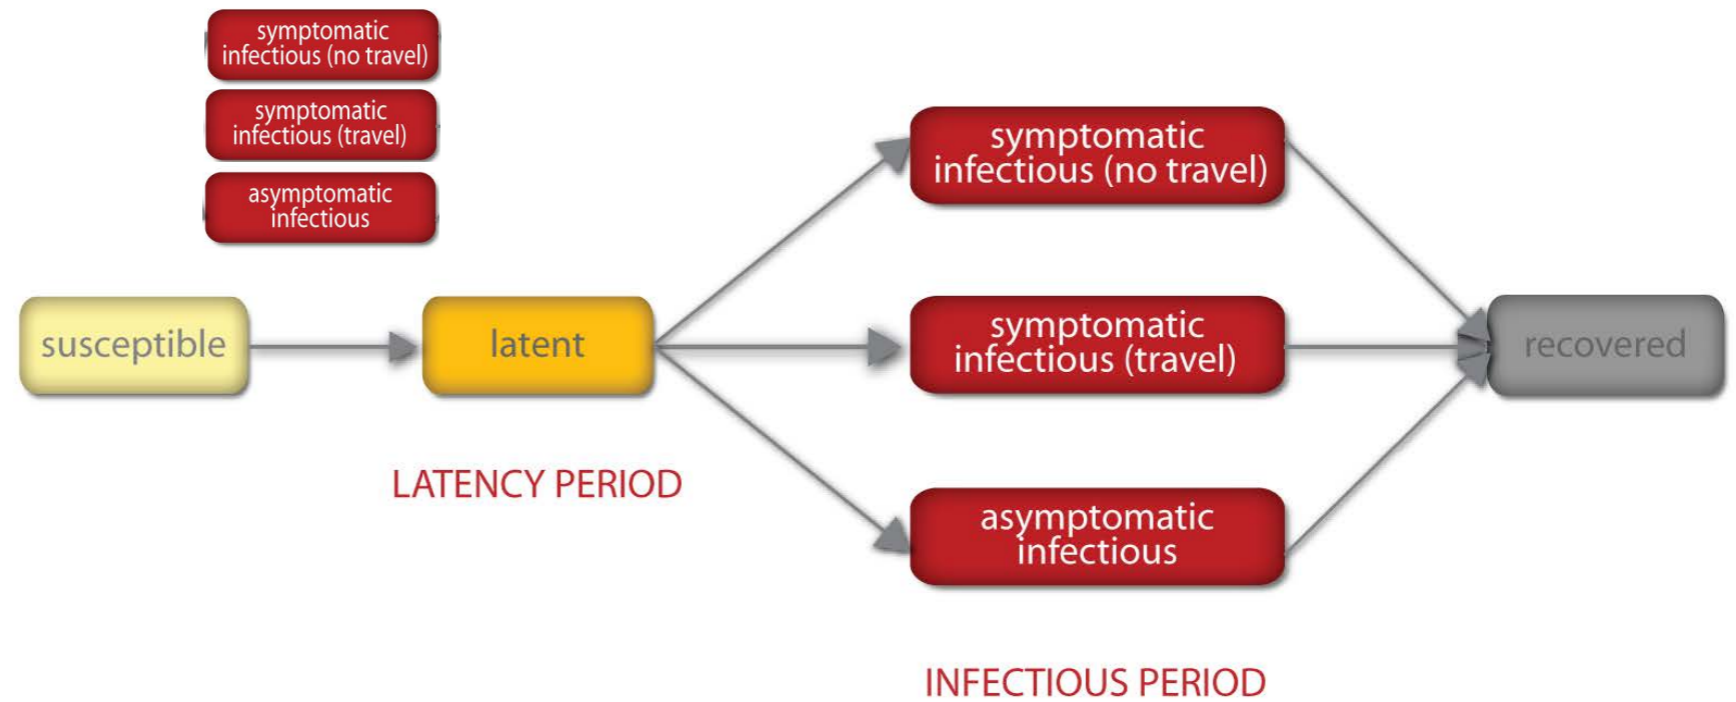 symptomatic
infectious (no travel)
symptomatic
infectious (travel)
asymptomatic
infectious
susceptible
latent
symptomatic
infectious (no travel)
symptomatic
infectious (travel)
asymptomatic
infectious
recovered
LATENCY PERIOD
INFECTIOUS PERIOD